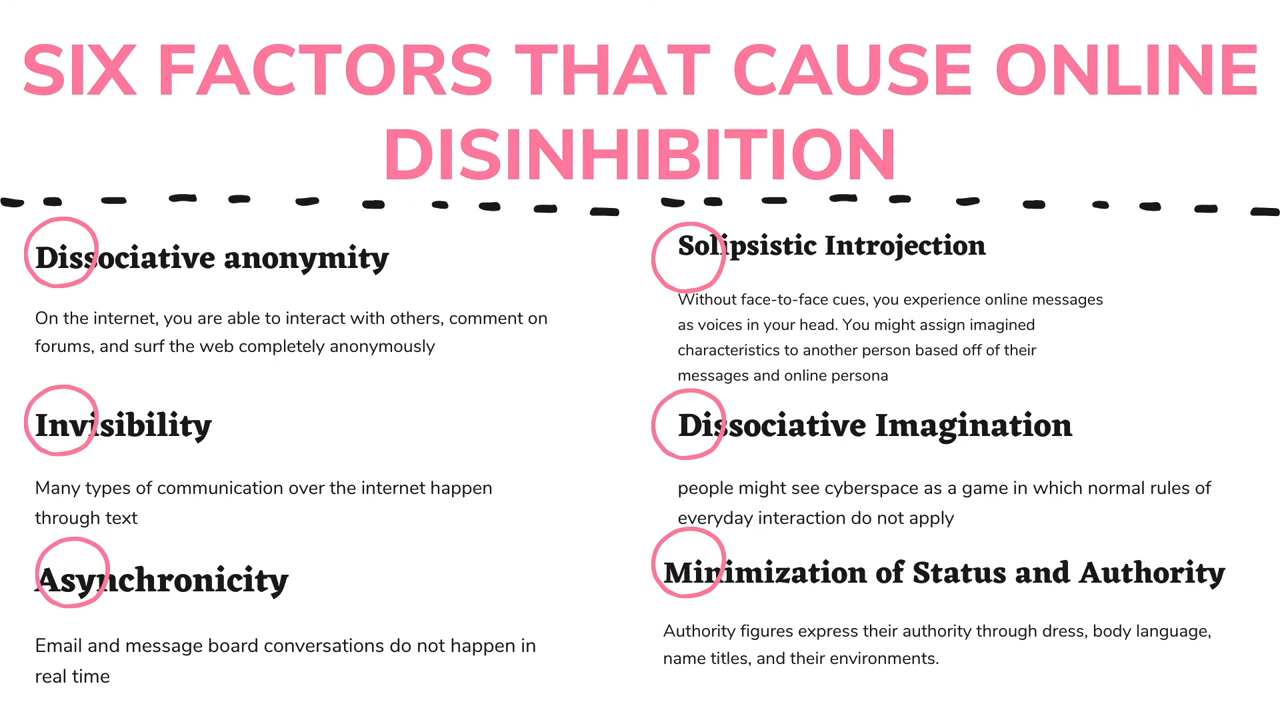 SIX FACTORS THAT CAUSE ONLINE
DISINHIBITION
Dissociative anonymity
On the internet, you are able to interact with others, comment on
forums, and surf the web completely anonymously
Invisibility
Many types of communication over the internet happen
through text
Asynchronicity
Email and message board conversations do not happen in
real time
Solipsistic Introjection
Without face-to-face cues, you experience online messages
as voices in your head. You might assign imagined
characteristics to another person based off of their
messages and online persona
Dissociative Imagination
people might see cyberspace as a game in which normal rules of
everyday interaction do not apply
Minimization of Status and Authority
Authority figures express their authority through dress, body language,
name titles, and their environments.